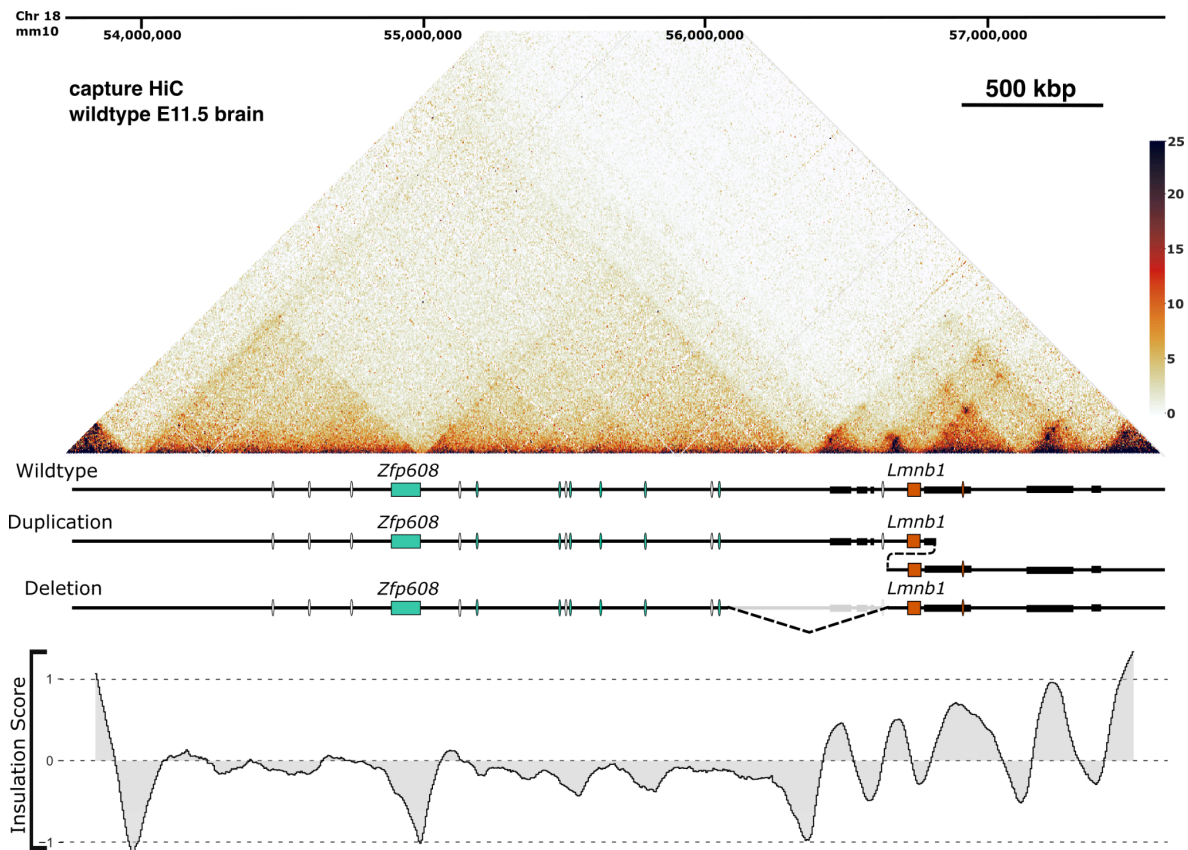 Chr 18
mm10
54,000,000 55,000,000 56,000,000 57,000,000
capture HiC
wildtype E11.5 brain
500 kbp
25
20
15
10
5
0
Wildtype Zfp608 Lmnb1
Duplication Zfp608 Lmnb1
Deletion Zfp608 Lmnb1
Insulation Score
1
0
−1